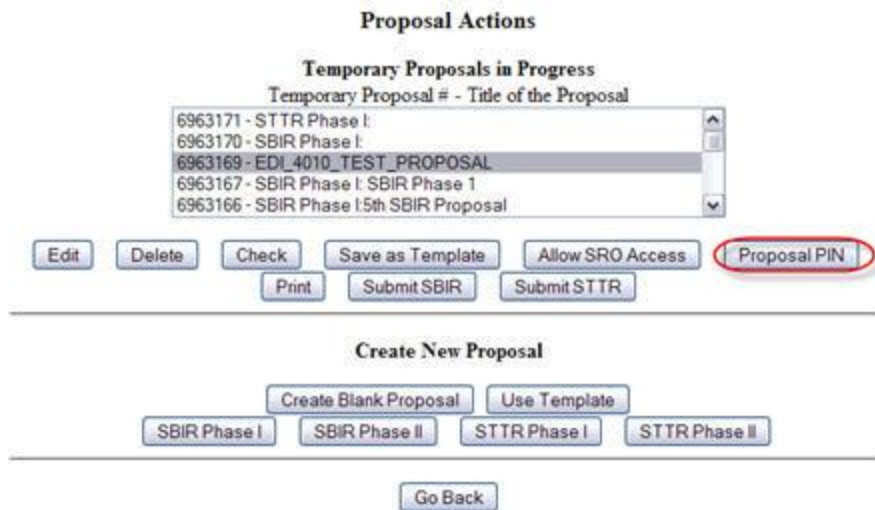 Proposal Actions
Temporary Proposals in Progress
Temporary Proposal # - Title of the Proposal
6963171 - STTR Phase I:
6963170 - SBIR Phase I:
6963169 - EDI_4010_TEST_PROPOSAL
6963167 - SBIR Phase I: SBIR Phase 1
6963166 - SBIR Phase I:5th SBIR Proposal
Edit Delete Check Save as Template Allow SRO Access Proposal PIN
Print Submit SBIR Submit STTR
Create New Proposal
Create Blank Proposal Use Template
SBIR Phase I SBIR Phase II STTR Phase I STTR Phase II
Go Back